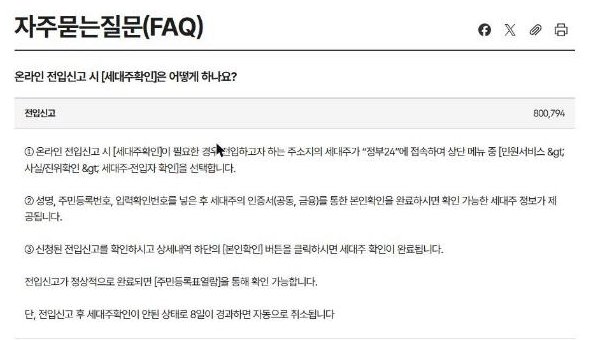 자주묻는질문(FAQ)
온라인 전입신고 시 [세대주확인]은 어떻게 하나요?
전입신고 800,794
① 온라인 전입신고 시 [세대주확인]이 필요한 경우 전입하고자 하는 주소지의 세대주가 "정부24"에 접속하여 상단 메뉴 중 [민원서비스 &gt;
사실/진위확인 &gt; 세대주·전입자 확인]을 선택합니다.
② 성명, 주민등록번호, 입력확인번호를 넣은 후 세대주의 인증서(공동, 금융)를 통한 본인확인을 완료하시면 확인 가능한 세대주 정보가 제
공됩니다.
③ 신청된 전입신고를 확인하시고 상세내역 하단의 [본인확인] 버튼을 클릭하시면 세대주 확인이 완료됩니다.
전입신고가 정상적으로 완료되면 [주민등록표열람]을 통해 확인 가능합니다.
단, 전입신고 후 세대주확인이 안된 상태로 8일이 경과하면 자동으로 취소됩니다